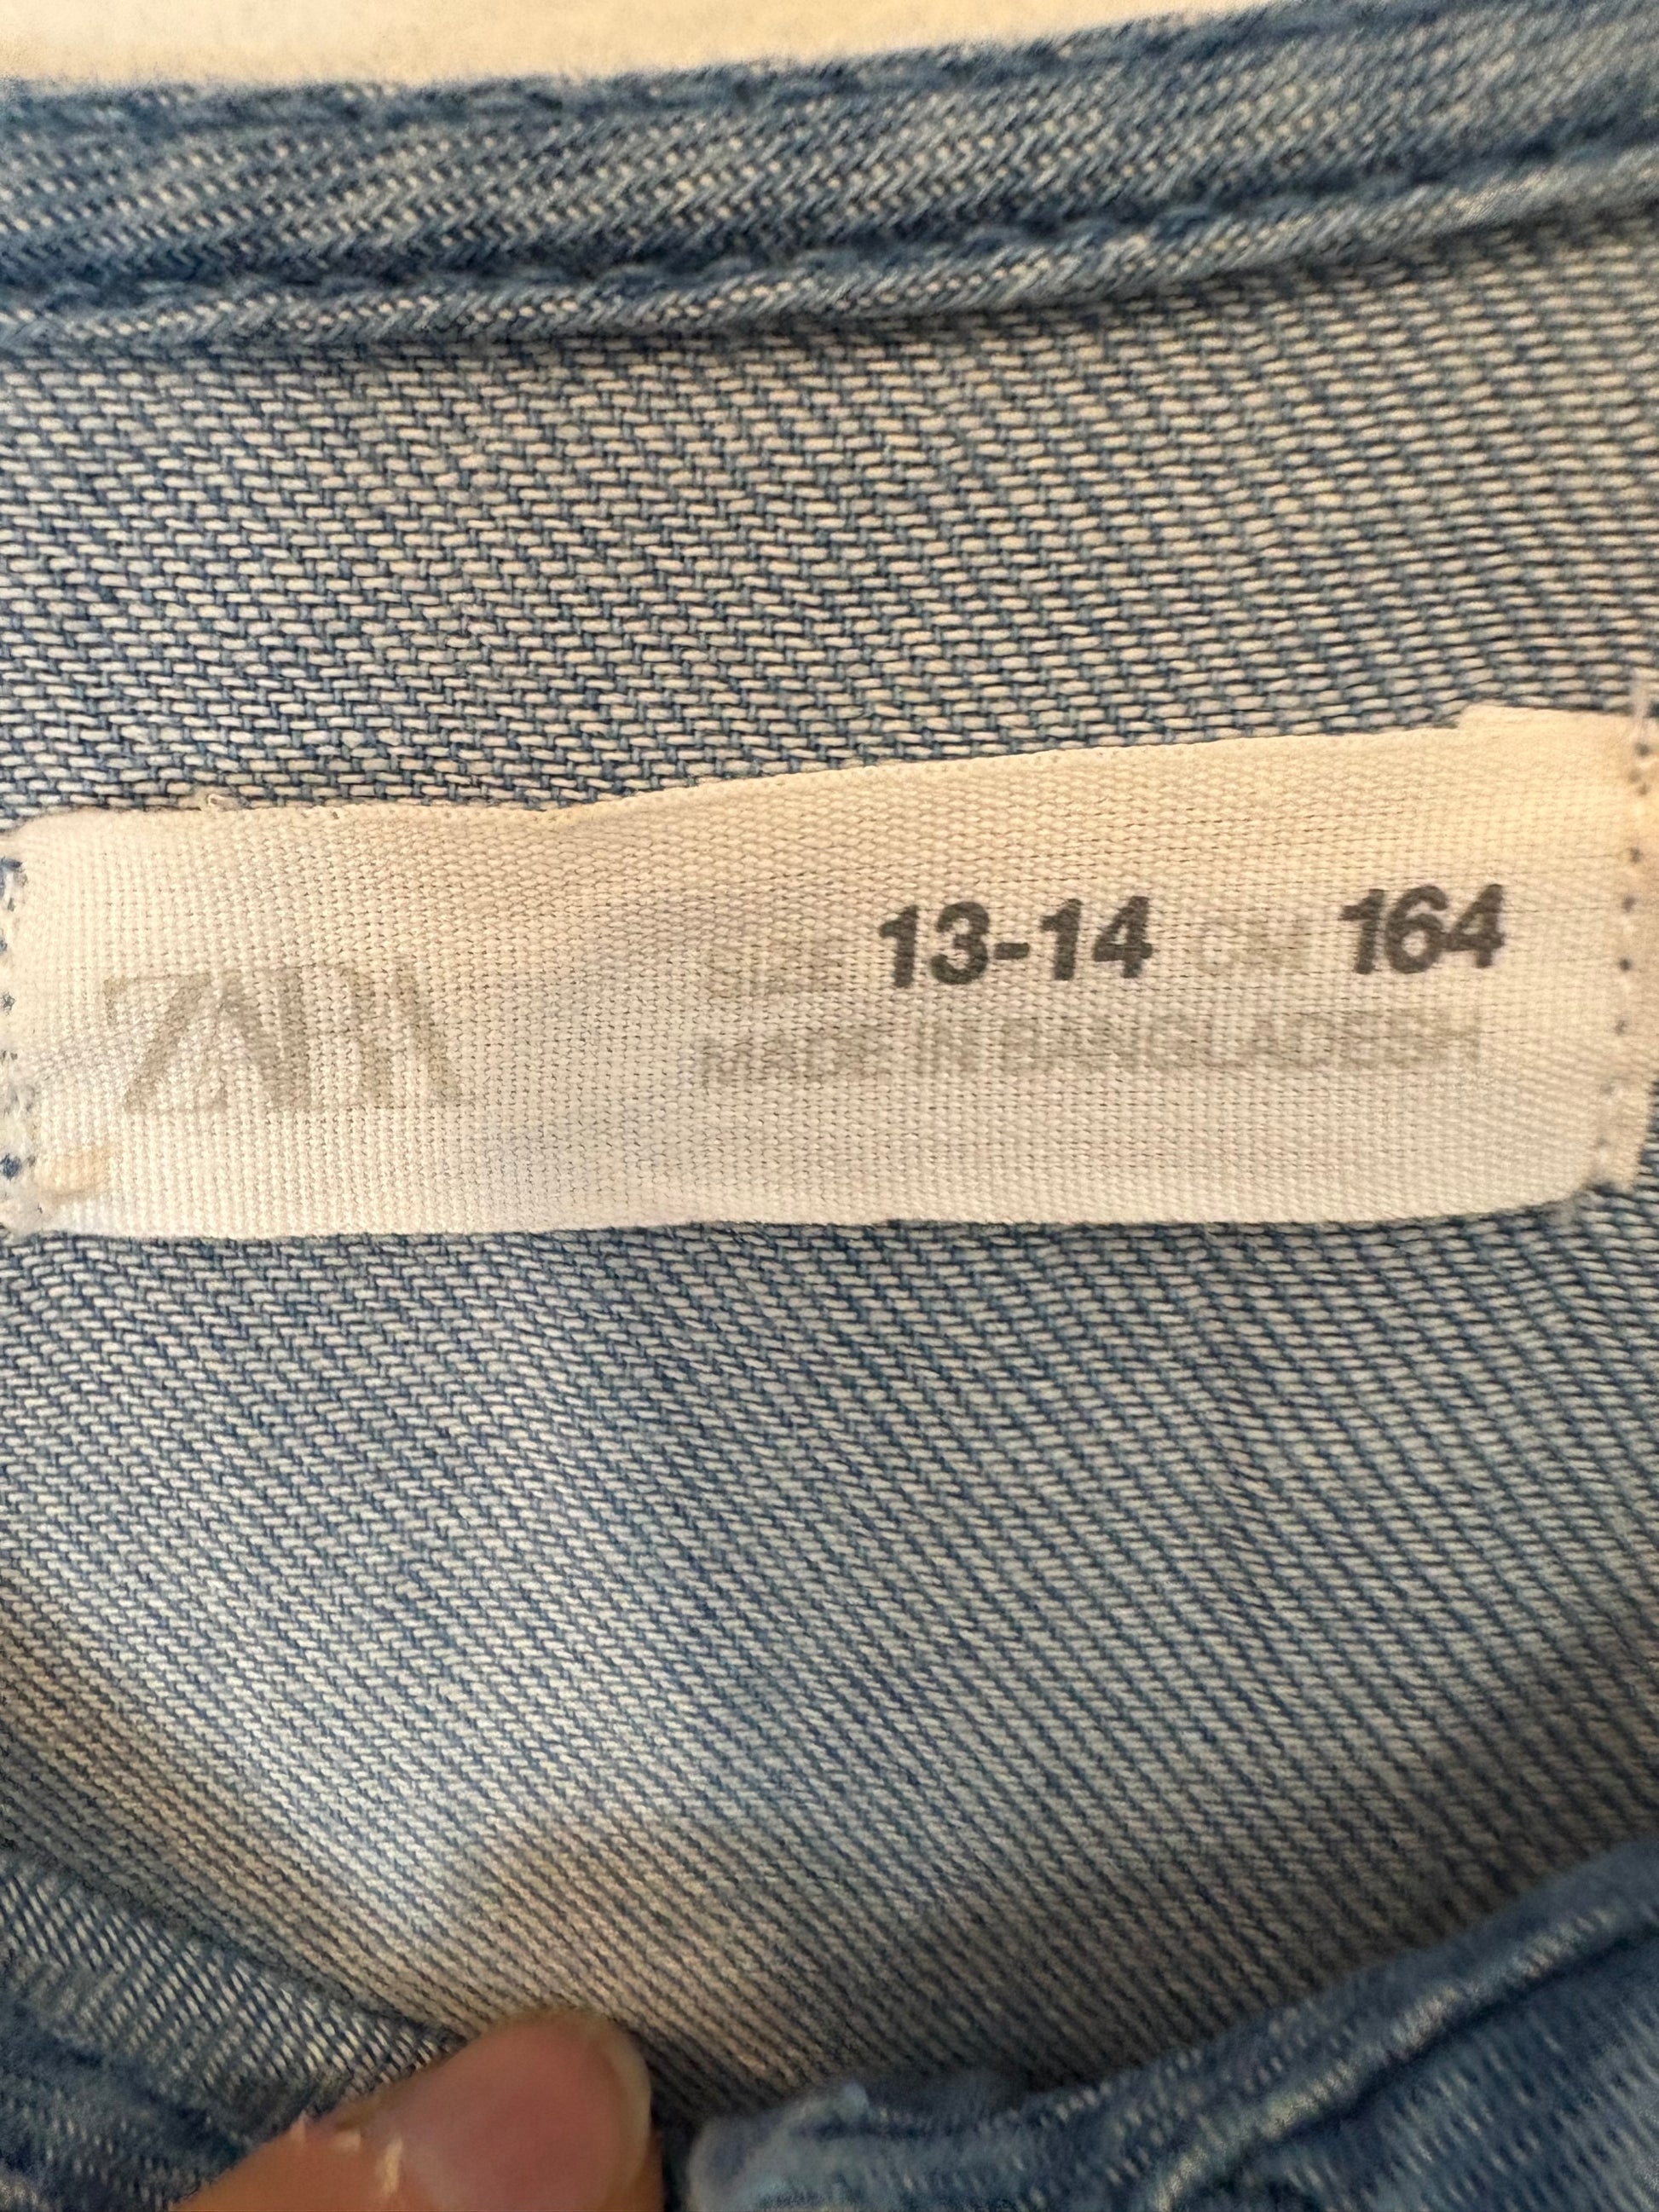 ZARA
SIZE 13-14 CM 164
MADE IN BANGLADESH